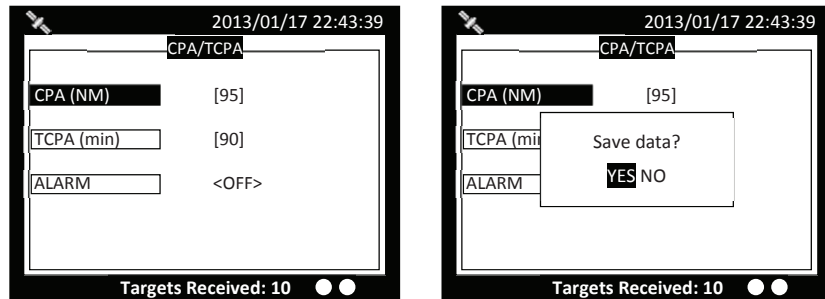 2013/01/17 22:43:39
CPA/TCPA
CPA (NM) [95]
TCPA (min) [90]
ALARM <OFF>
Targets Received: 10
2013/01/17 22:43:39
CPA/TCPA
CPA (NM) [95]
TCPA (mi
Save data?
YES NO
ALARM
Targets Received: 10